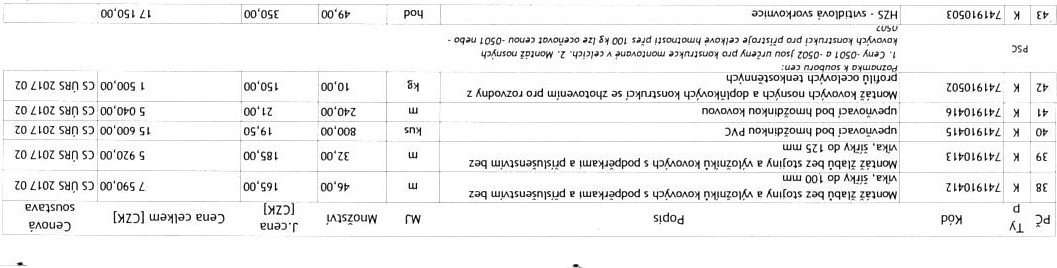 PČ Ty p Kód Popis MJ Množství J.cena [CZK] Cena celkem [CZK] Cenová soustava
38 K 741910412 Montáž žlabů bez stojiny a výložníků kovových s podpěrkami a příslušenstvím bez víka, šířky do 100 mm m 46,00 165,00 7 590,00 CS ÚRS 2017 02
39 K 741910413 Montáž žlabů bez stojiny a výložníků kovových s podpěrkami a příslušenstvím bez víka, šířky do 125 mm m 32,00 185,00 5 920,00 CS ÚRS 2017 02
40 K 741910415 upevňovací bod hmoždinkou PVC kus 800,00 19,50 15 600,00 CS ÚRS 2017 02
41 K 741910416 upevňovací bod hmoždinkou kovovou m 240,00 21,00 5 040,00 CS ÚRS 2017 02
42 K 741910502 Montáž kovových nosných a doplňkových konstrukcí se zhotovením pro rozvodny z profilů ocelových tenkostěnných kg 10,00 150,00 1 500,00 CS ÚRS 2017 02
Poznámka k souboru cen:
PSC 1. Ceny -0501 a -0502 jsou určeny pro konstrukce montované v celcích. 2. Montáž nosných
kovových konstrukcí pro přístroje celkové hmotnosti přes 100 kg lze oceňovat cenou -0501 nebo -
0502
43 K 741910503 HZS - svítidlová svorkovnice hod 49,00 350,00 17 150,00